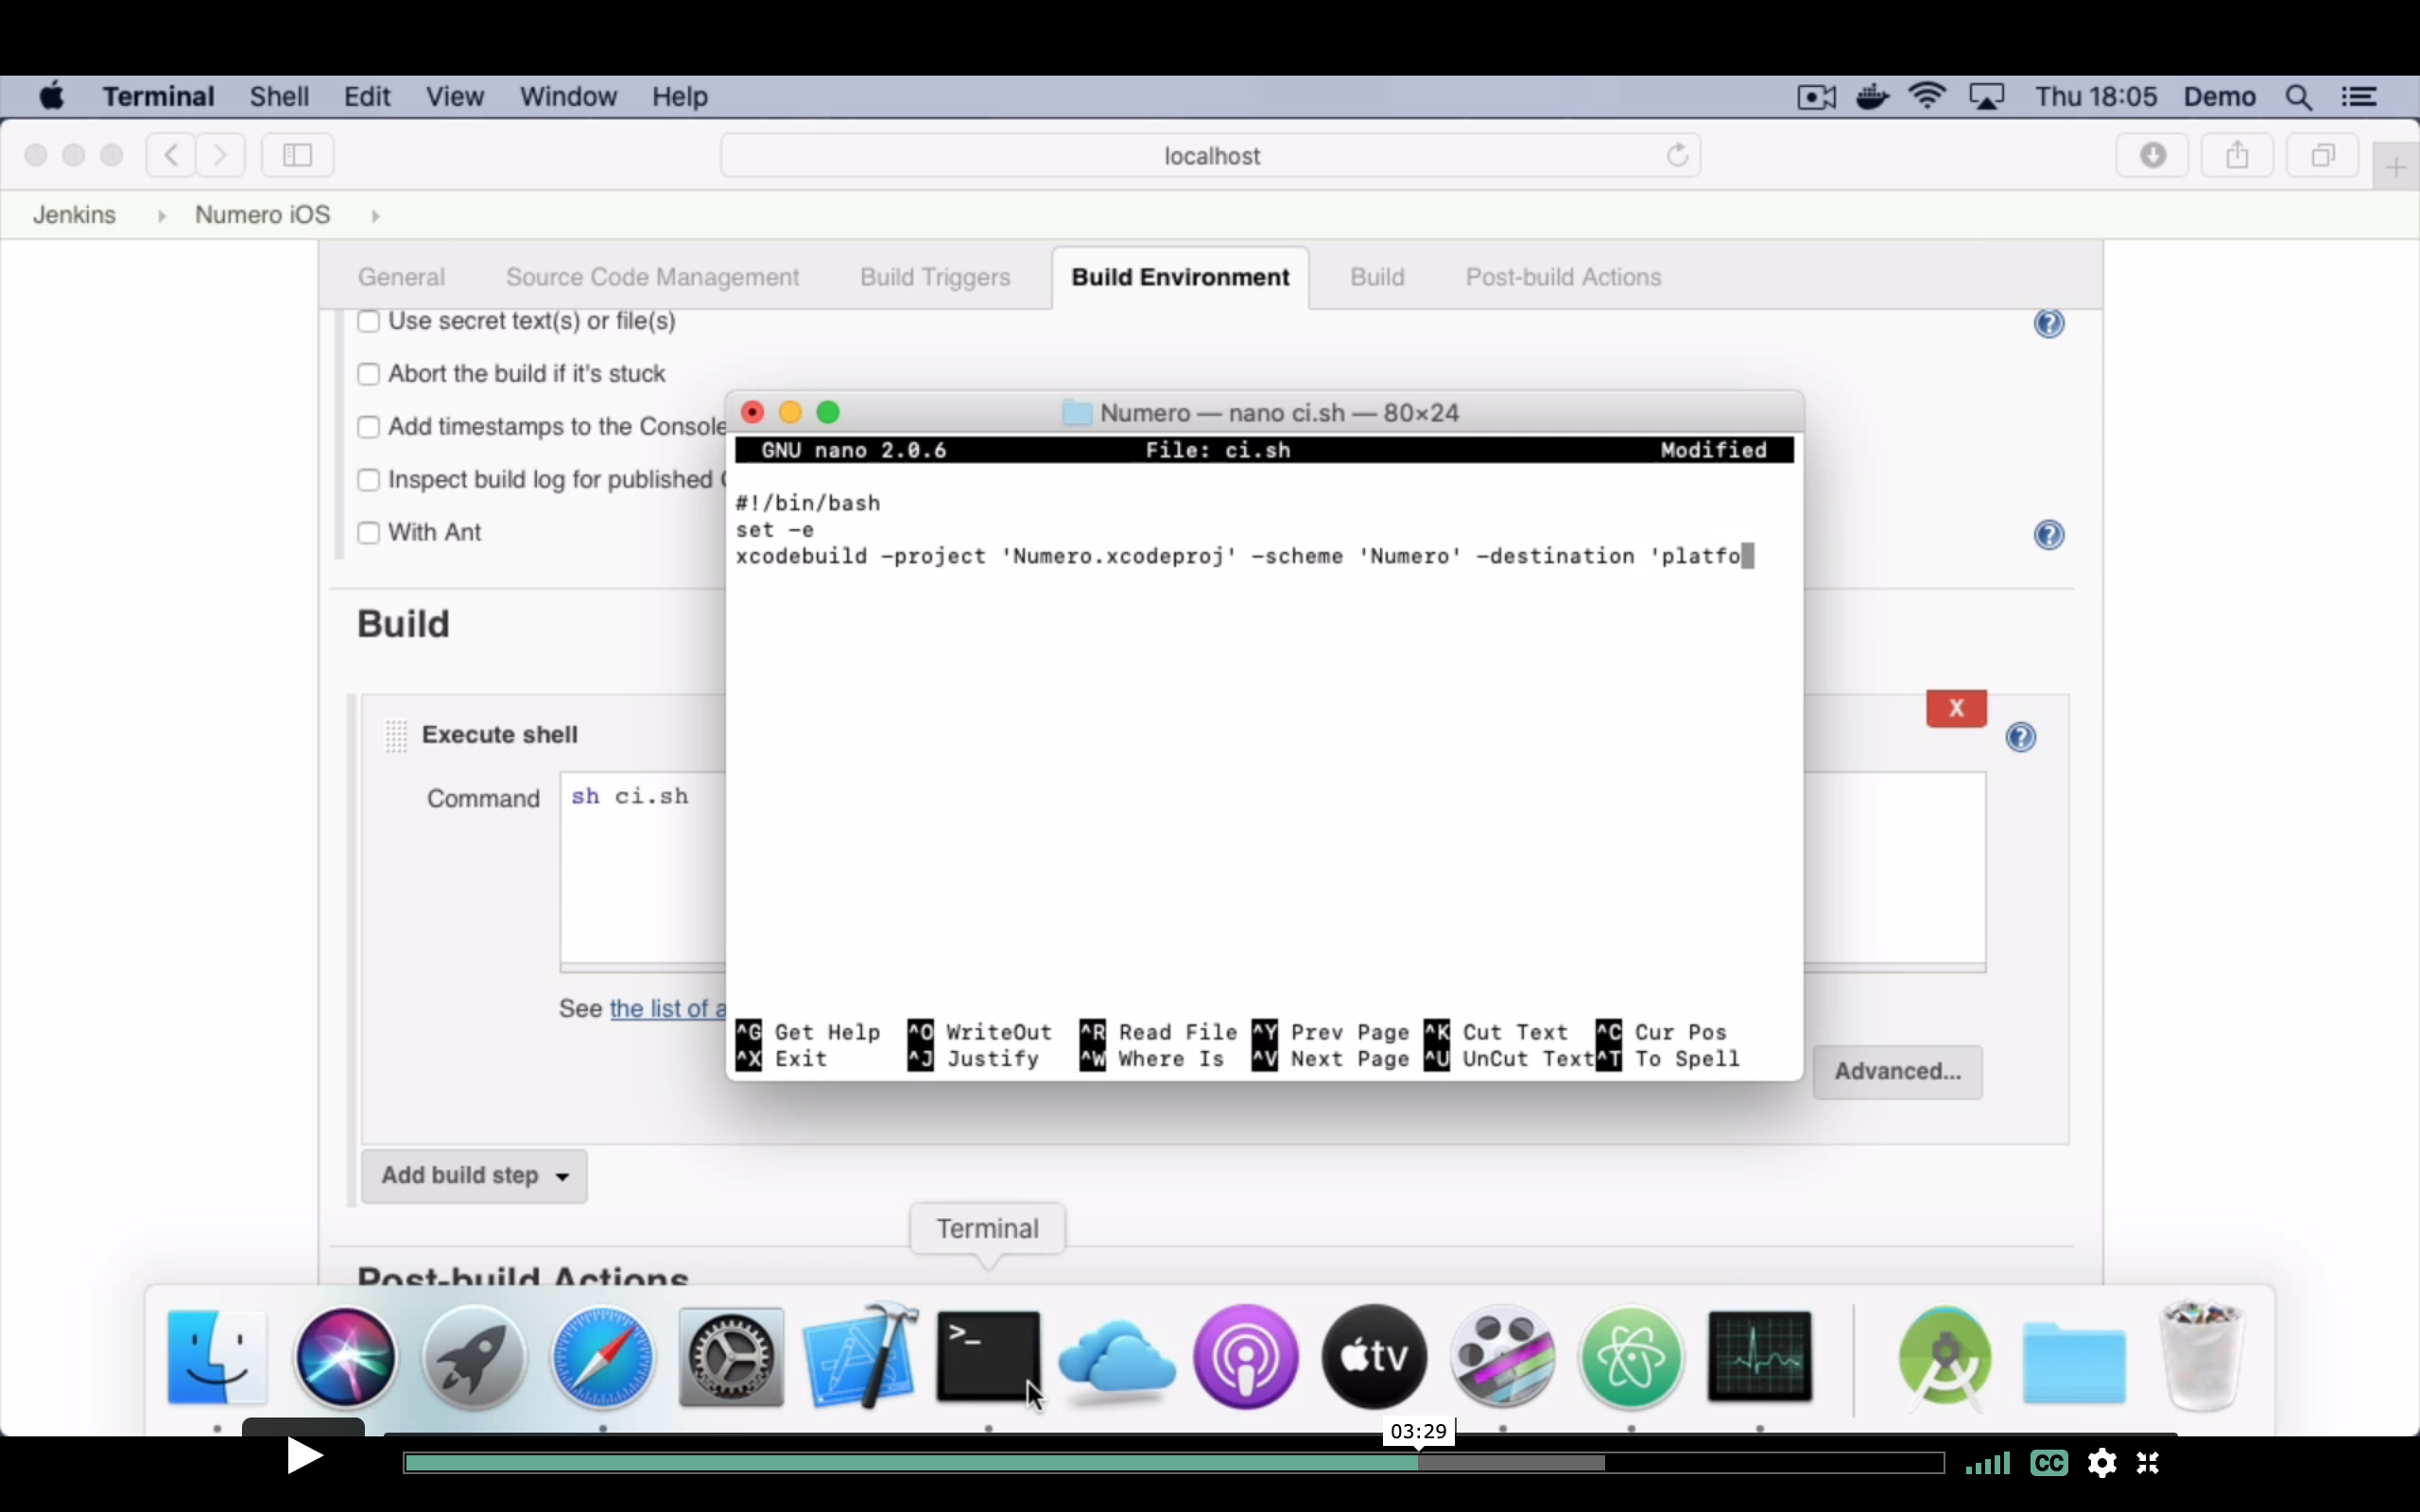 Terminal Shell Edit View Window Help Thu 18:05 Demo
localhost
Jenkins Numero iOS
General Source Code Management Build Triggers Build Environment Build Post-build Actions
Use secret text(s) or file(s)
Abort the build if it's stuck
Add timestamps to the Console
Inspect build log for published
With Ant
Numero — nano ci.sh — 80×24
GNU nano 2.0.6 File: ci.sh Modified
#!/bin/bash
set -e
xcodebuild -project 'Numero.xcodeproj' -scheme 'Numero' -destination 'platfo
^G Get Help ^O WriteOut ^R Read File ^Y Prev Page ^K Cut Text ^C Cur Pos
^X Exit ^J Justify ^W Where Is ^V Next Page ^U UnCut Text ^T To Spell
Build
X
Execute shell
Command sh ci.sh
See the list of a
Advanced...
Add build step
Terminal
Post-build Actions
>_
tv
03:29
CC